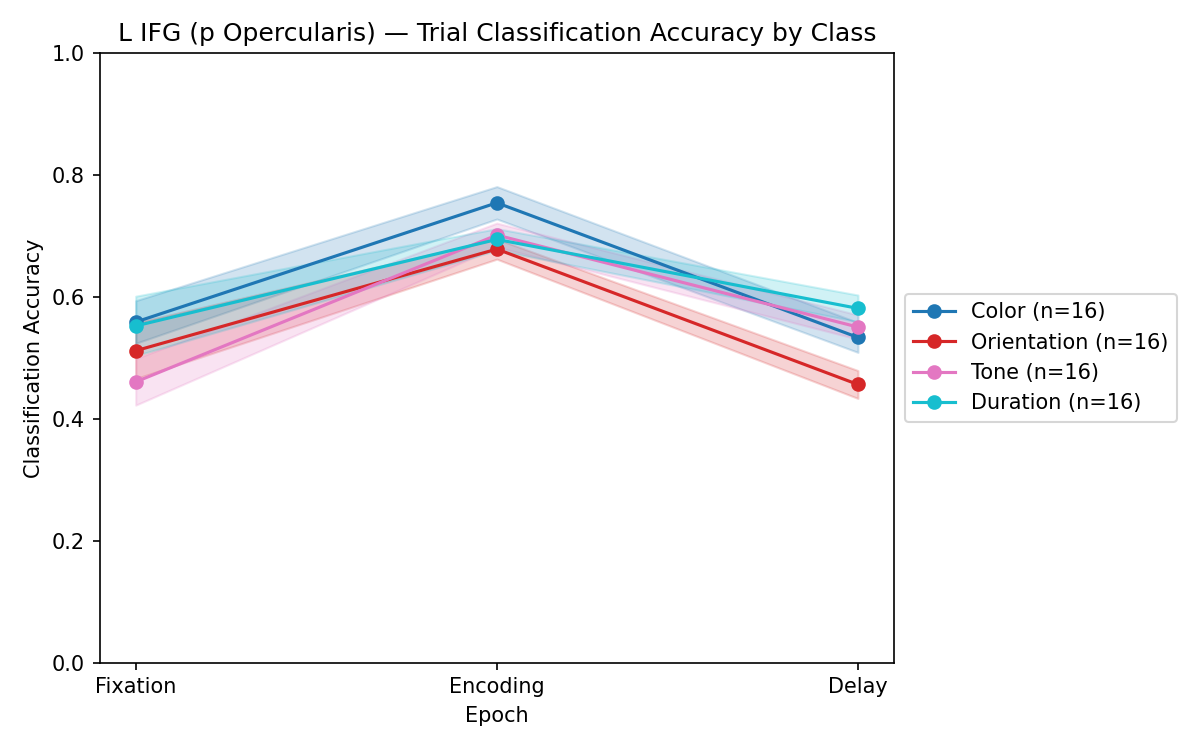 L IFG (p Opercularis) — Trial Classification Accuracy by Class
Classification Accuracy
1.0
0.8
0.6
0.4
0.2
0.0
Fixation
Encoding
Delay
Epoch
Color (n=16)
Orientation (n=16)
Tone (n=16)
Duration (n=16)